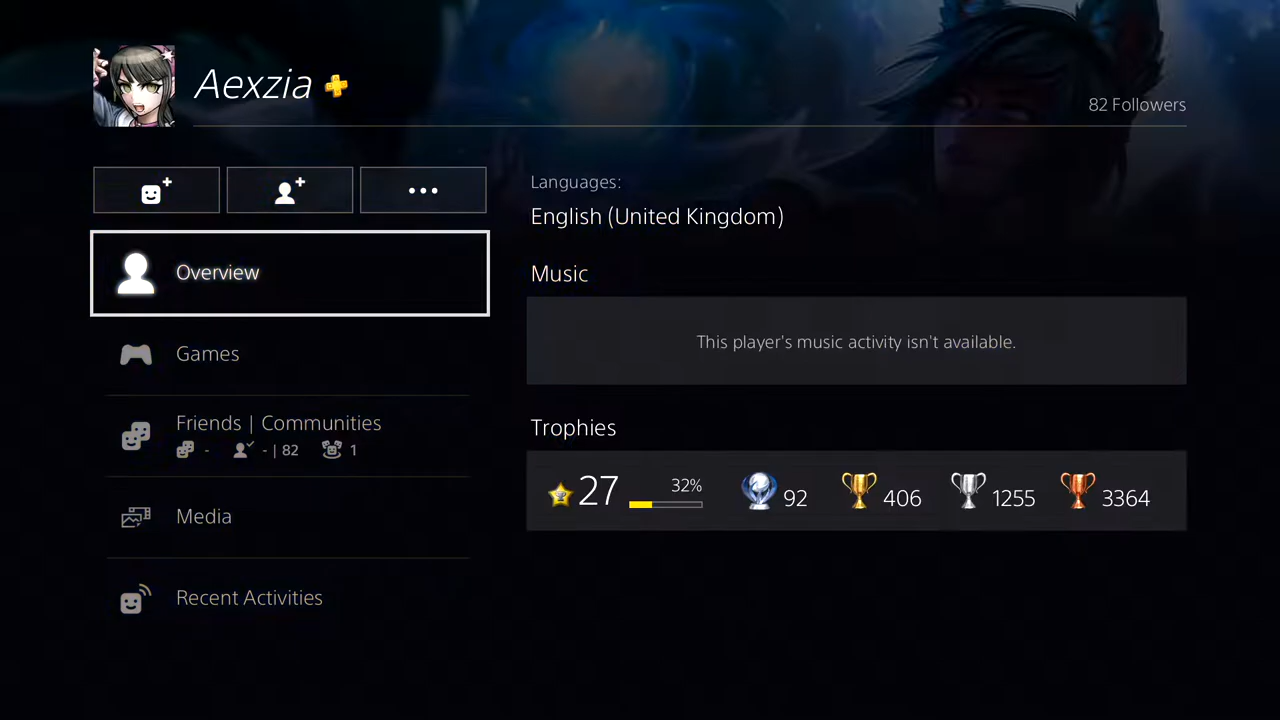 Aexzia
82 Followers
Languages:
English (United Kingdom)
Overview
Music
This player's music activity isn't available.
Games
Friends | Communities
- - | 82 1
Trophies
27 32% 92 406 1255 3364
Media
Recent Activities